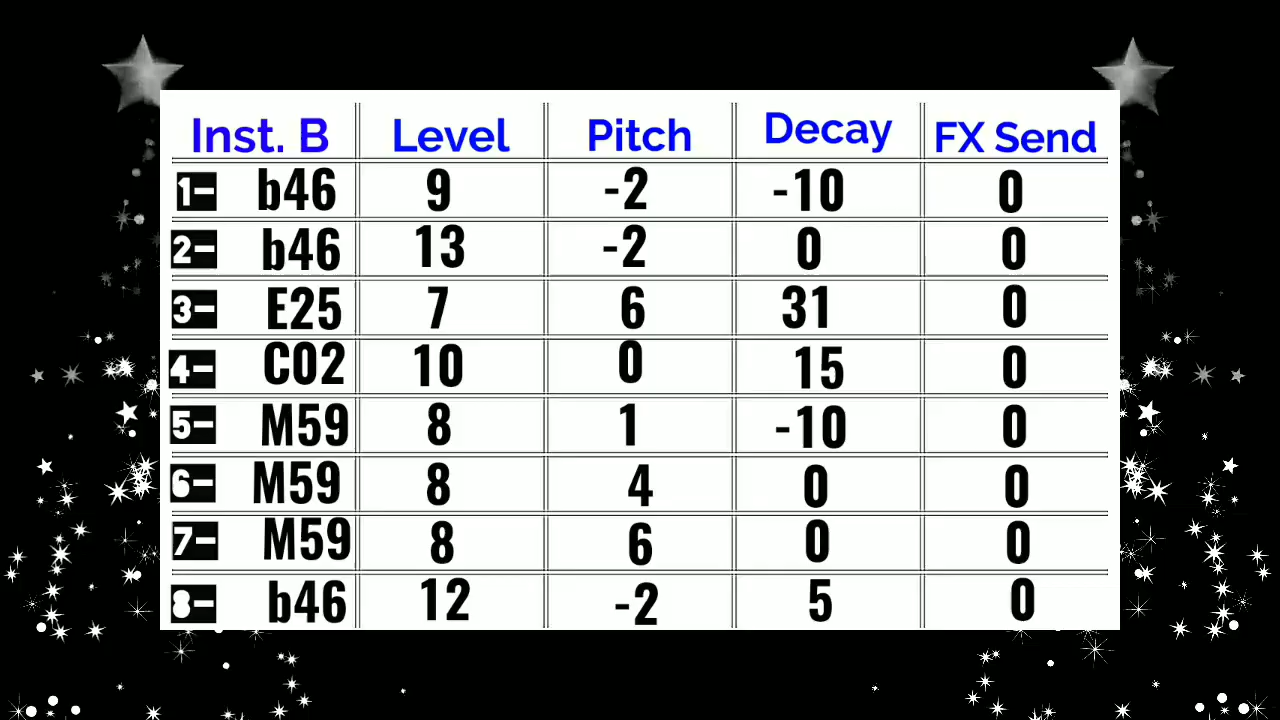 Inst. B Level Pitch Decay FX Send
1- b46 9 -2 -10 0
2- b46 13 -2 0 0
3- E25 7 6 31 0
4- C02 10 0 15 0
5- M59 8 1 -10 0
6- M59 8 4 0 0
7- M59 8 6 0 0
8- b46 12 -2 5 0